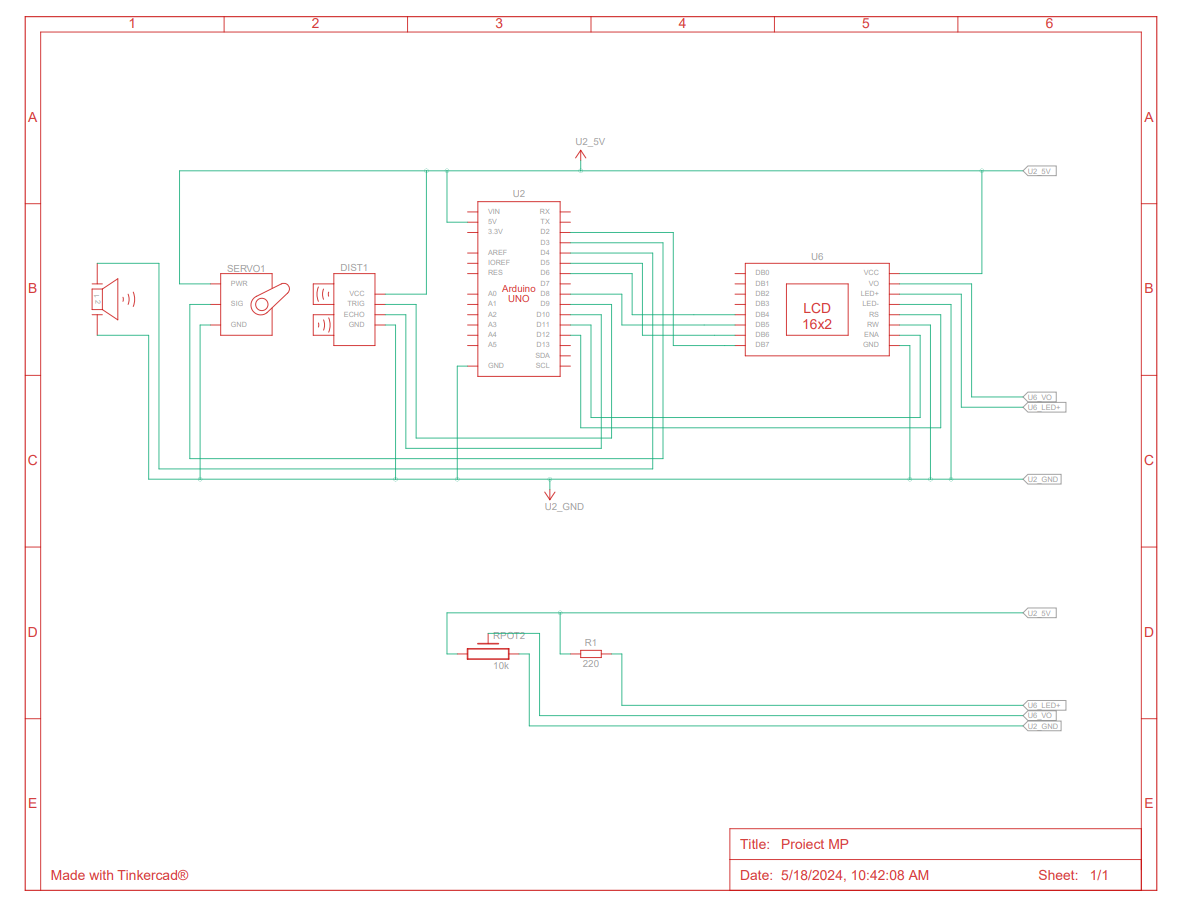 1 2 3 4 5 6
A A
U2_5V
U2_5V
U2
VIN RX
5V TX
3.3V D2
D3
AREF D4
IOREF D5
RES D6
D7
A0 D8
A1 D9
A2 D10
A3 D11
A4 D12
A5 D13
SDA
GND SCL
Arduino
UNO
B B
1 2
SERVO1
PWR
SIG
GND
DIST1
VCC
TRIG
ECHO
GND
U6
DB0 VCC
DB1 VO
DB2 LED+
DB3 LED-
DB4 RS
DB5 RW
DB6 ENA
DB7 GND
LCD
16x2
U6_VO
U6_LED+
C C
U2_GND
U2_GND
U2_5V
D D
RPOT2
10k
R1
220
U6_LED+
U6_VO
U2_GND
E E
Title: Proiect MP
Made with Tinkercad®
Date: 5/18/2024, 10:42:08 AM Sheet: 1/1